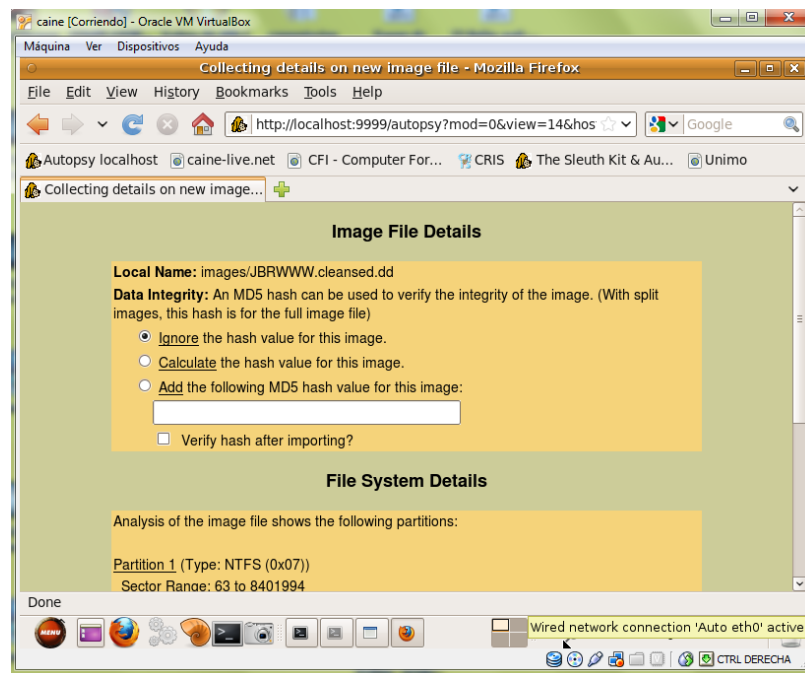 caine [Corriendo] - Oracle VM VirtualBox
Máquina Ver Dispositivos Ayuda
Collecting details on new image file - Mozilla Firefox
File Edit View History Bookmarks Tools Help
http://localhost:9999/autopsy?mod=0&view=14&hos Google
Autopsy localhost caine-live.net CFI - Computer For... CRIS The Sleuth Kit & Au... Unimo
Collecting details on new image...
Image File Details
Local Name: images/JBRWWW.cleansed.dd
Data Integrity: An MD5 hash can be used to verify the integrity of the image. (With split
images, this hash is for the full image file)
Ignore the hash value for this image.
Calculate the hash value for this image.
Add the following MD5 hash value for this image:
Verify hash after importing?
File System Details
Analysis of the image file shows the following partitions:
Partition 1 (Type: NTFS (0x07))
Sector Range: 63 to 8401994
Done
MENU
Wired network connection 'Auto eth0' active
CTRL DERECHA